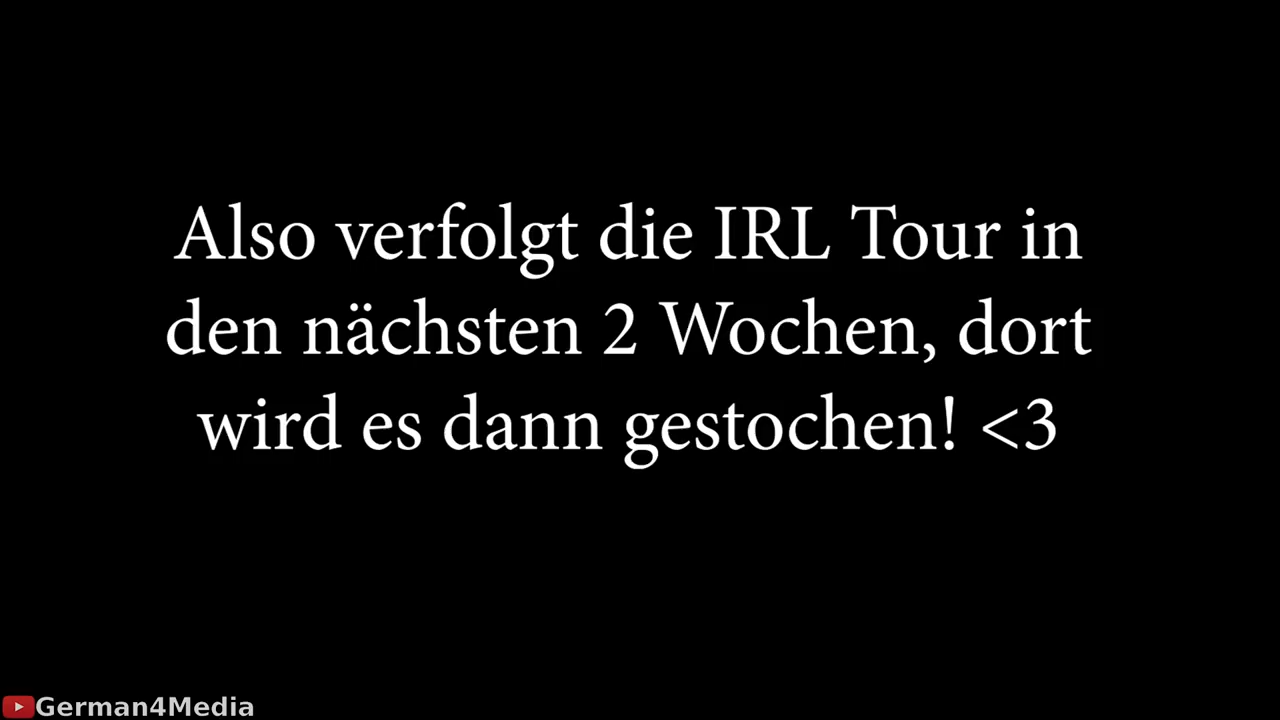 Also verfolgt die IRL Tour in
den nächsten 2 Wochen, dort
wird es dann gestochen! <3
German4Media